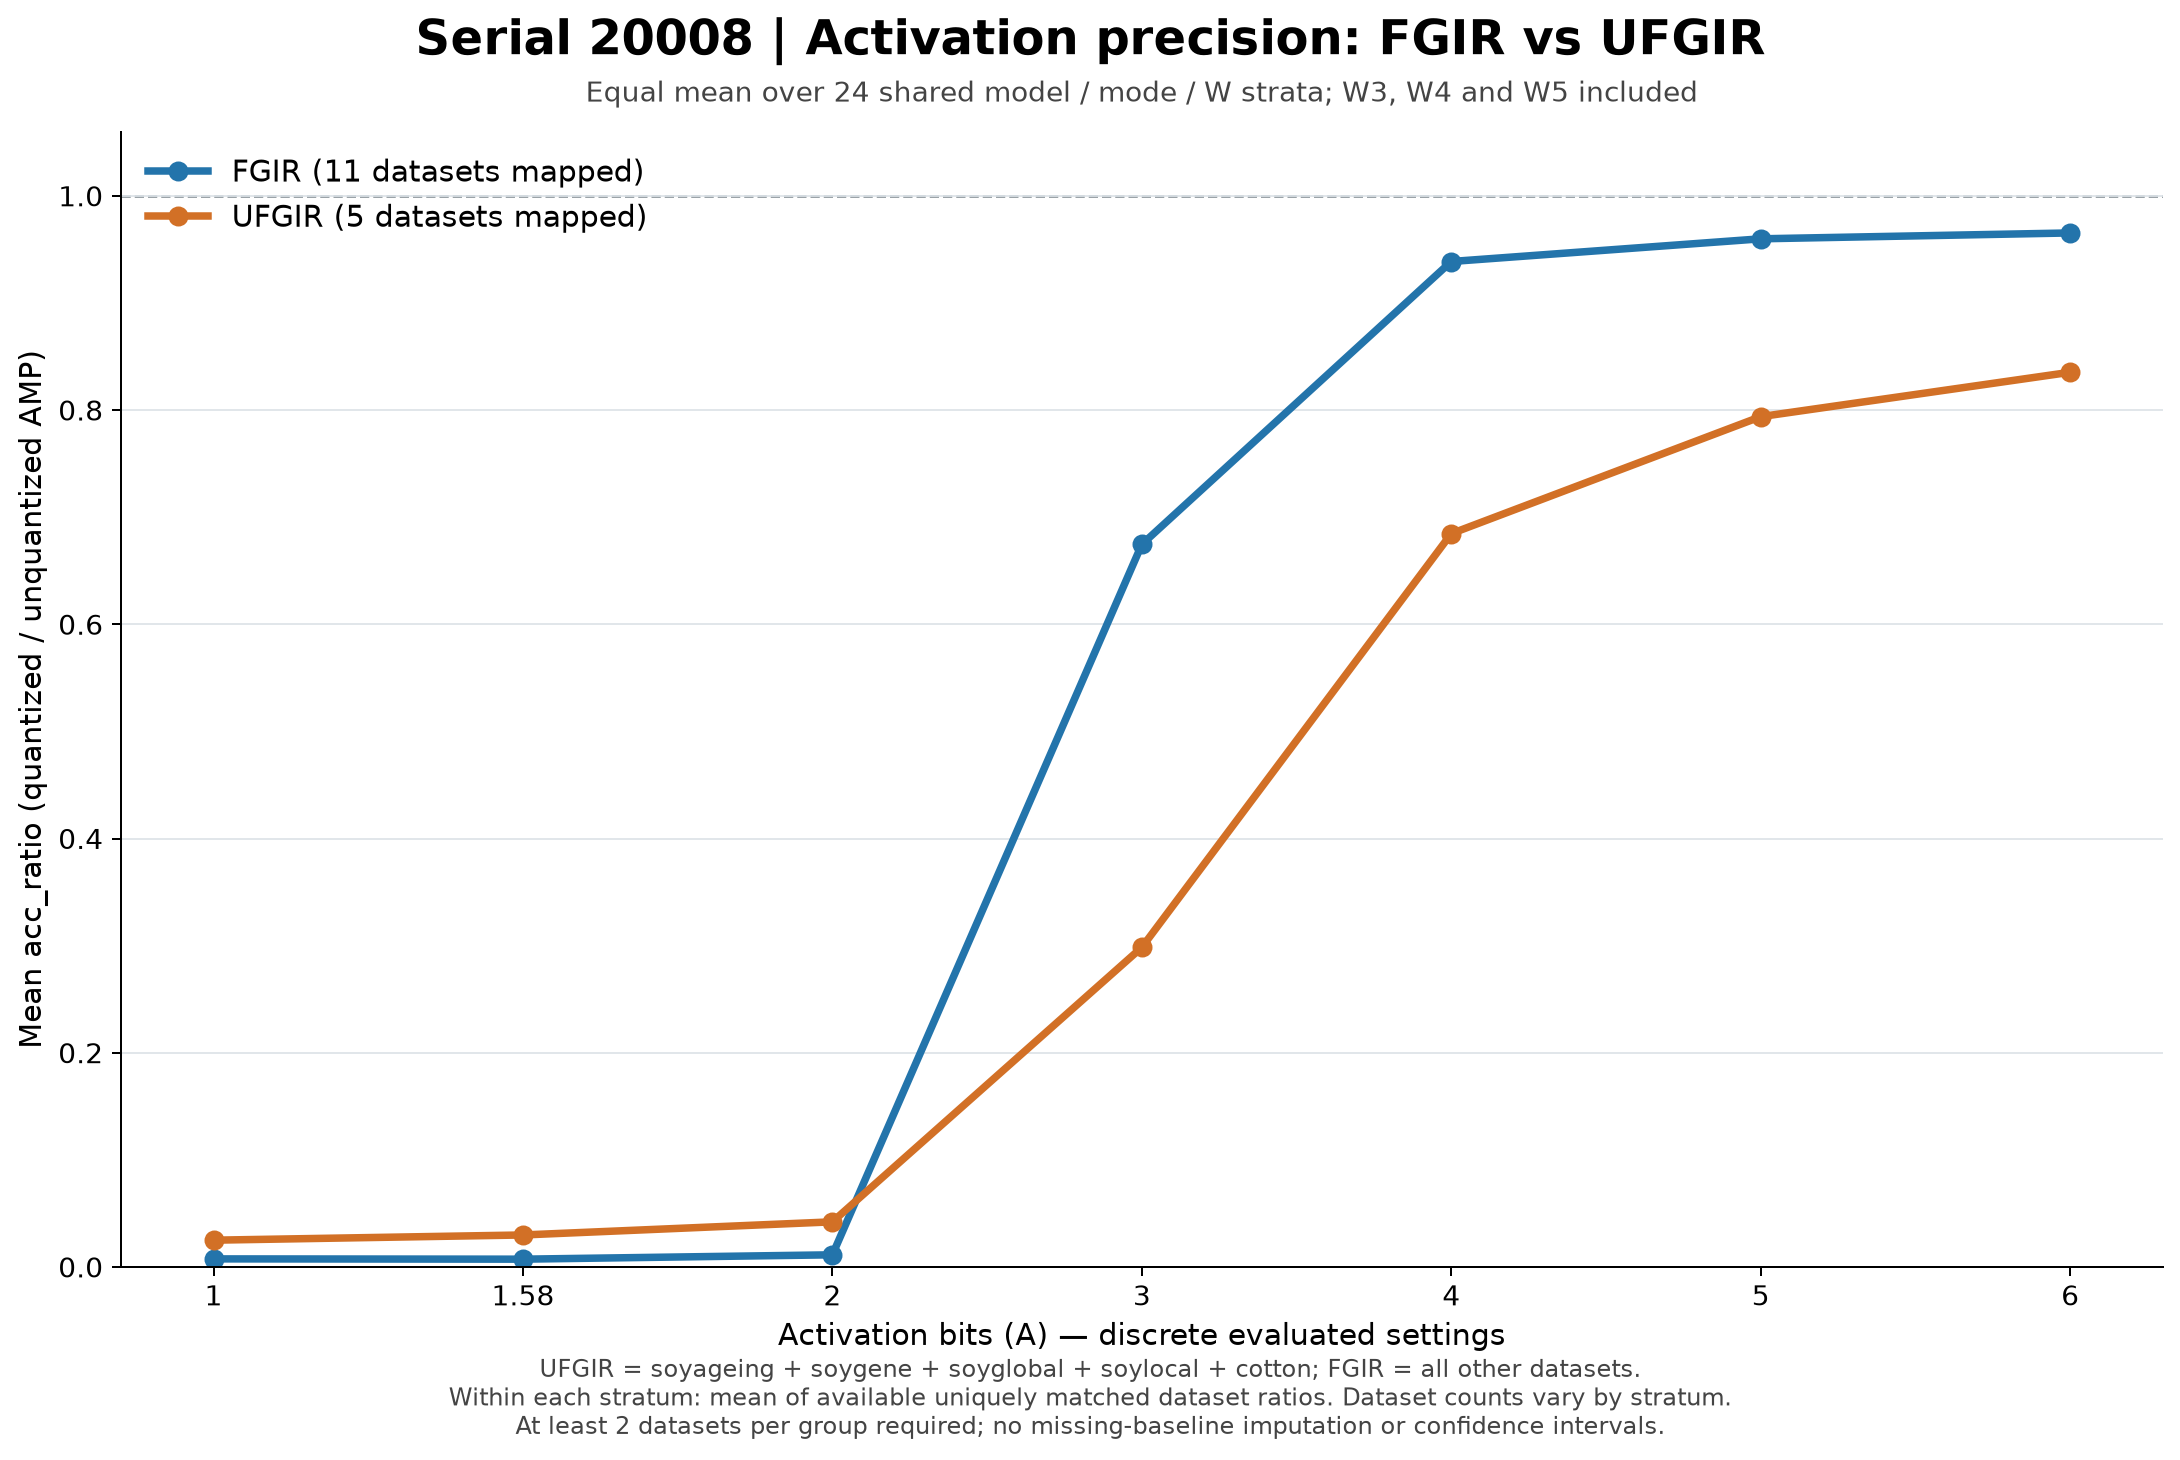 Serial 20008 | Activation precision: FGIR vs UFGIR
Equal mean over 24 shared model / mode / W strata; W3, W4 and W5 included
FGIR (11 datasets mapped)
UFGIR (5 datasets mapped)
Mean acc_ratio (quantized / unquantized AMP)
1.0
0.8
0.6
0.4
0.2
0.0
1 1.58 2 3 4 5 6
Activation bits (A) — discrete evaluated settings
UFGIR = soyageing + soygene + soyglobal + soylocal + cotton; FGIR = all other datasets.
Within each stratum: mean of available uniquely matched dataset ratios. Dataset counts vary by stratum.
At least 2 datasets per group required; no missing-baseline imputation or confidence intervals.